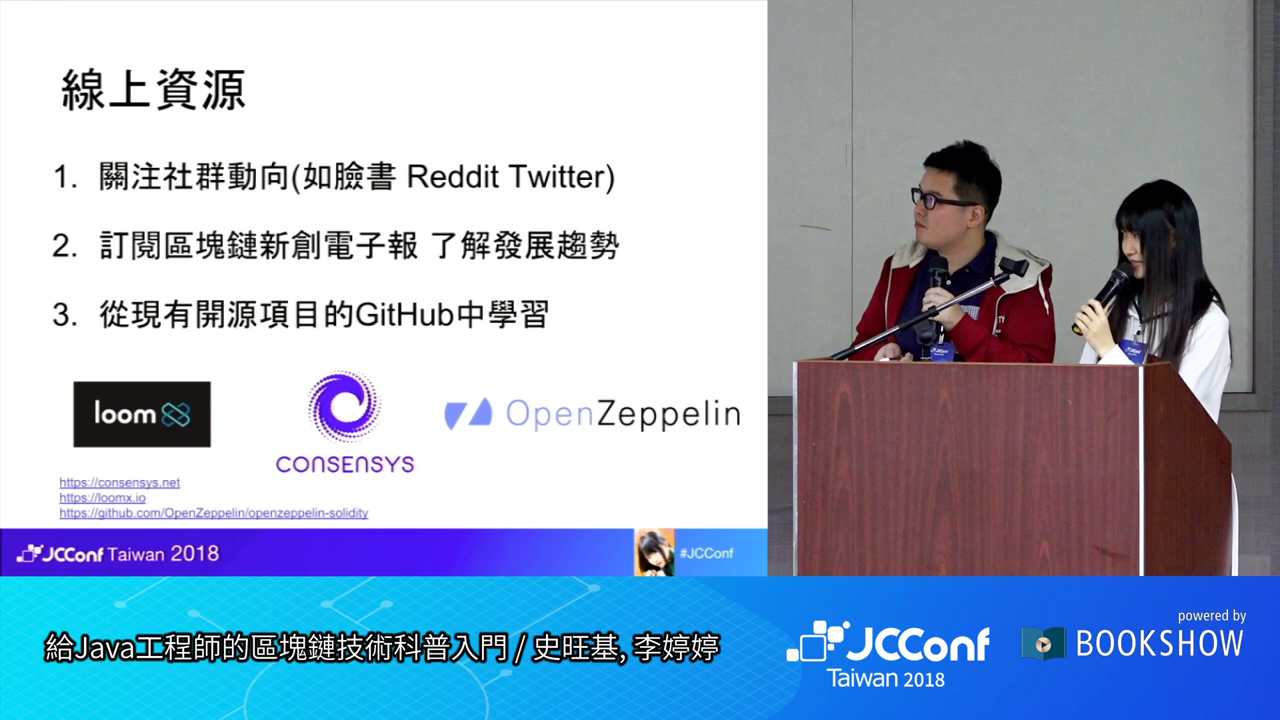 線上資源
1. 關注社群動向(如臉書 Reddit Twitter)
2. 訂閱區塊鏈新創電子報 了解發展趨勢
3. 從現有開源項目的GitHub中學習
loom
CONSENSYS
OpenZeppelin
https://consensys.net
https://loomx.io
https://github.com/OpenZeppelin/openzeppelin-solidity
JCConf Taiwan 2018
#JCConf
JCConf
給Java工程師的區塊鏈技術科普入門 / 史旺基, 李婷婷
JCConf
Taiwan 2018
powered by
BOOKSHOW